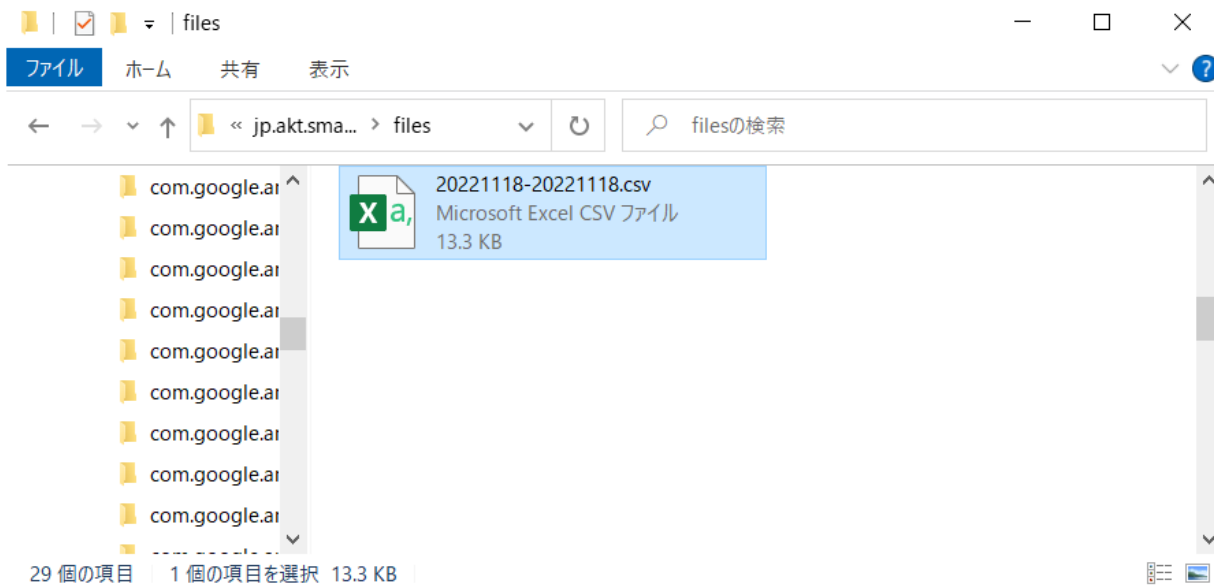 files
ファイル ホーム 共有 表示
« jp.akt.sma... > files filesの検索
com.google.ar
com.google.ar
com.google.ar
com.google.ar
com.google.ar
com.google.ar
com.google.ar
com.google.ar
com.google.ar
20221118-20221118.csv
Microsoft Excel CSV ファイル
13.3 KB
29 個の項目 1 個の項目を選択 13.3 KB